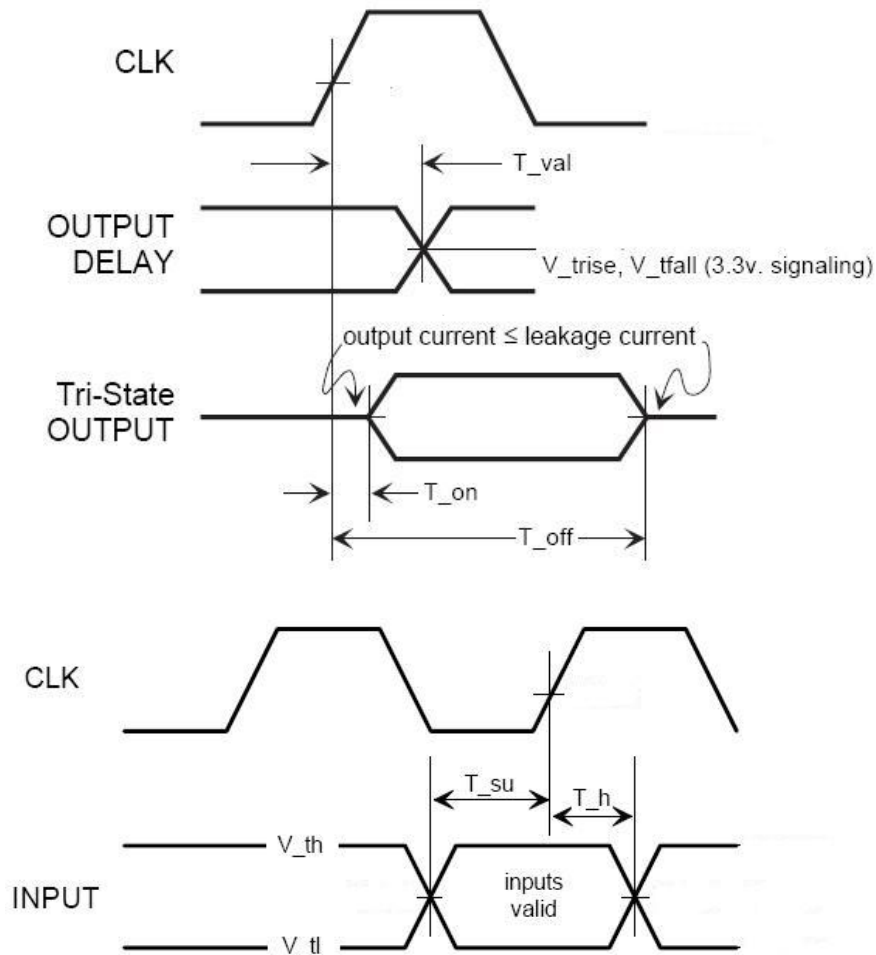 CLK
T_val
OUTPUT
DELAY
V_trise, V_tfall (3.3v. signaling)
output current ≤ leakage current
Tri-State
OUTPUT
T_on
T_off
CLK
T_su
T_h
V_th
INPUT
inputs
valid
V_tl